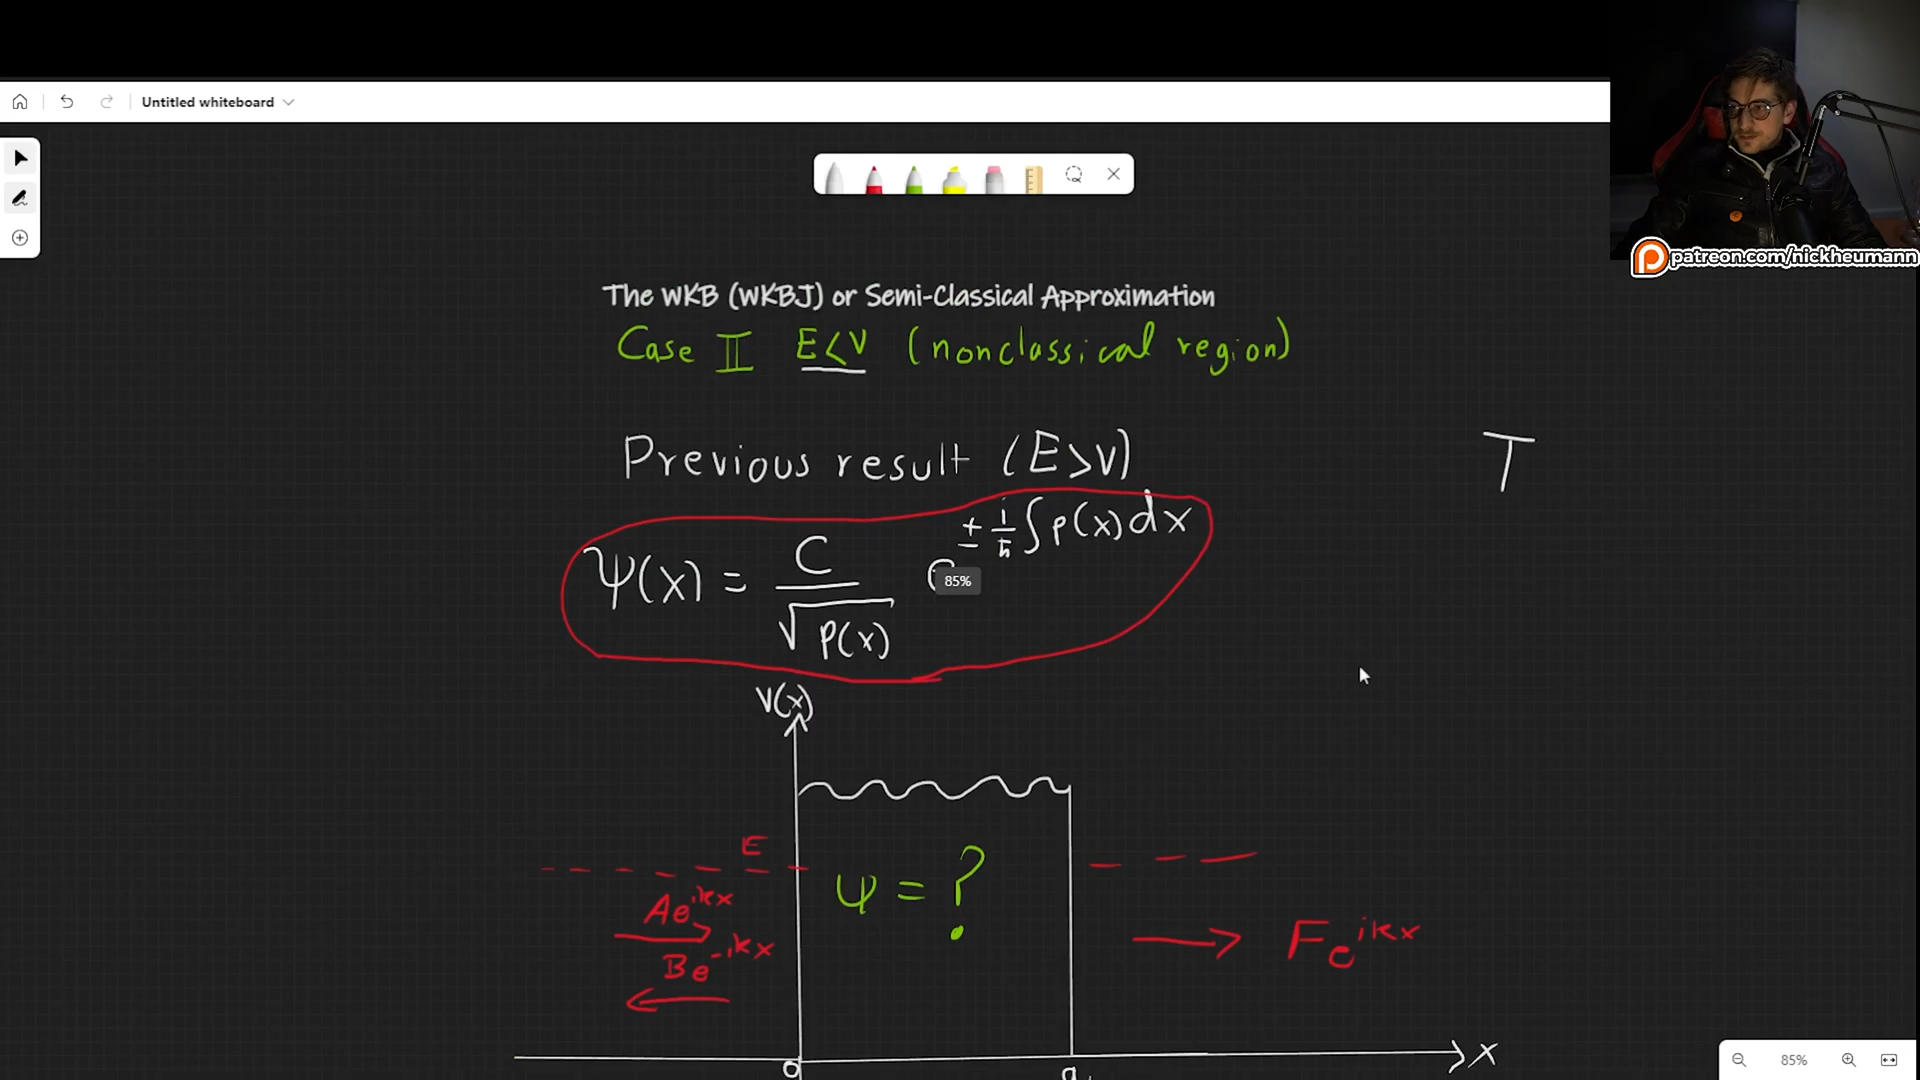 Untitled whiteboard
patreon.com/nickheumann
The WKB (WKBJ) or Semi-Classical Approximation
Case II E<V (nonclassical region)
Previous result (E>V)
T
ψ(x) = C / √p(x) e^{± i/ħ ∫p(x)dx}
85%
V(x)
E
ψ = ?
Ae^{ikx}
Be^{-ikx}
Fe^{ikx}
x
0
a
85%